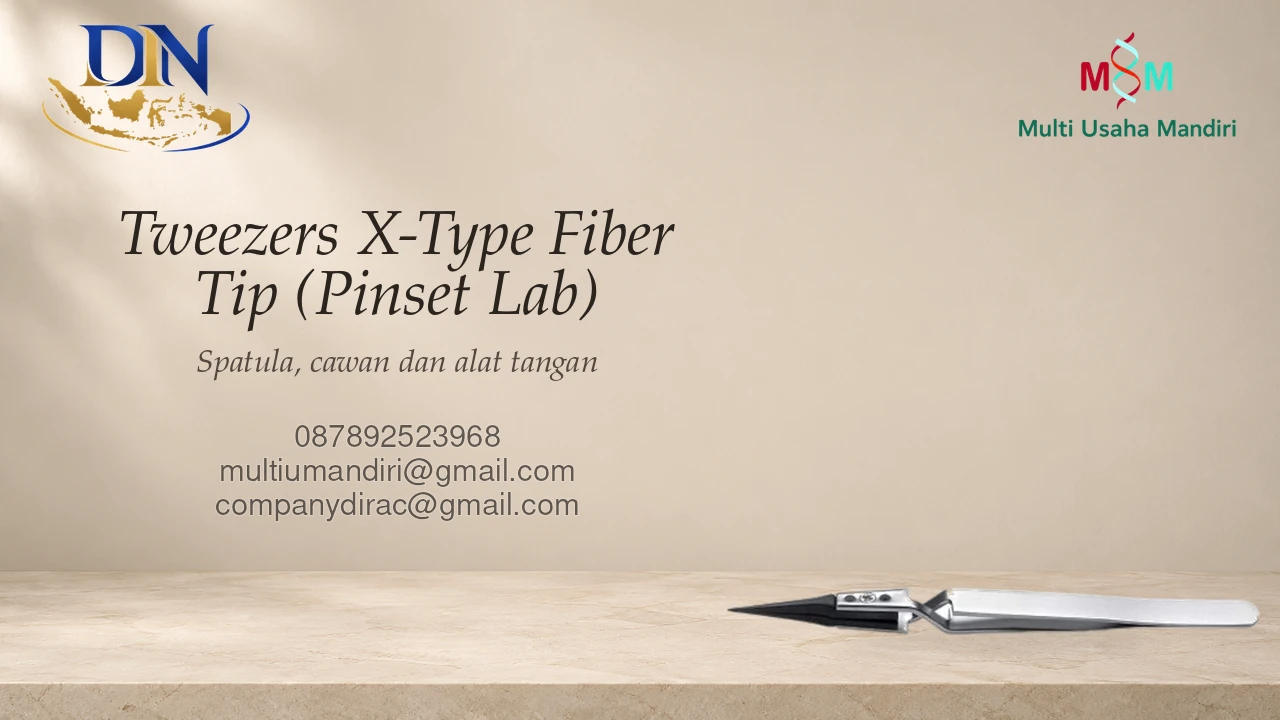 DIN
M M
Multi Usaha Mandiri
Tweezers X-Type Fiber
Tip (Pinset Lab)
Spatula, cawan dan alat tangan
087892523968
multiumandiri@gmail.com
companydirac@gmail.com